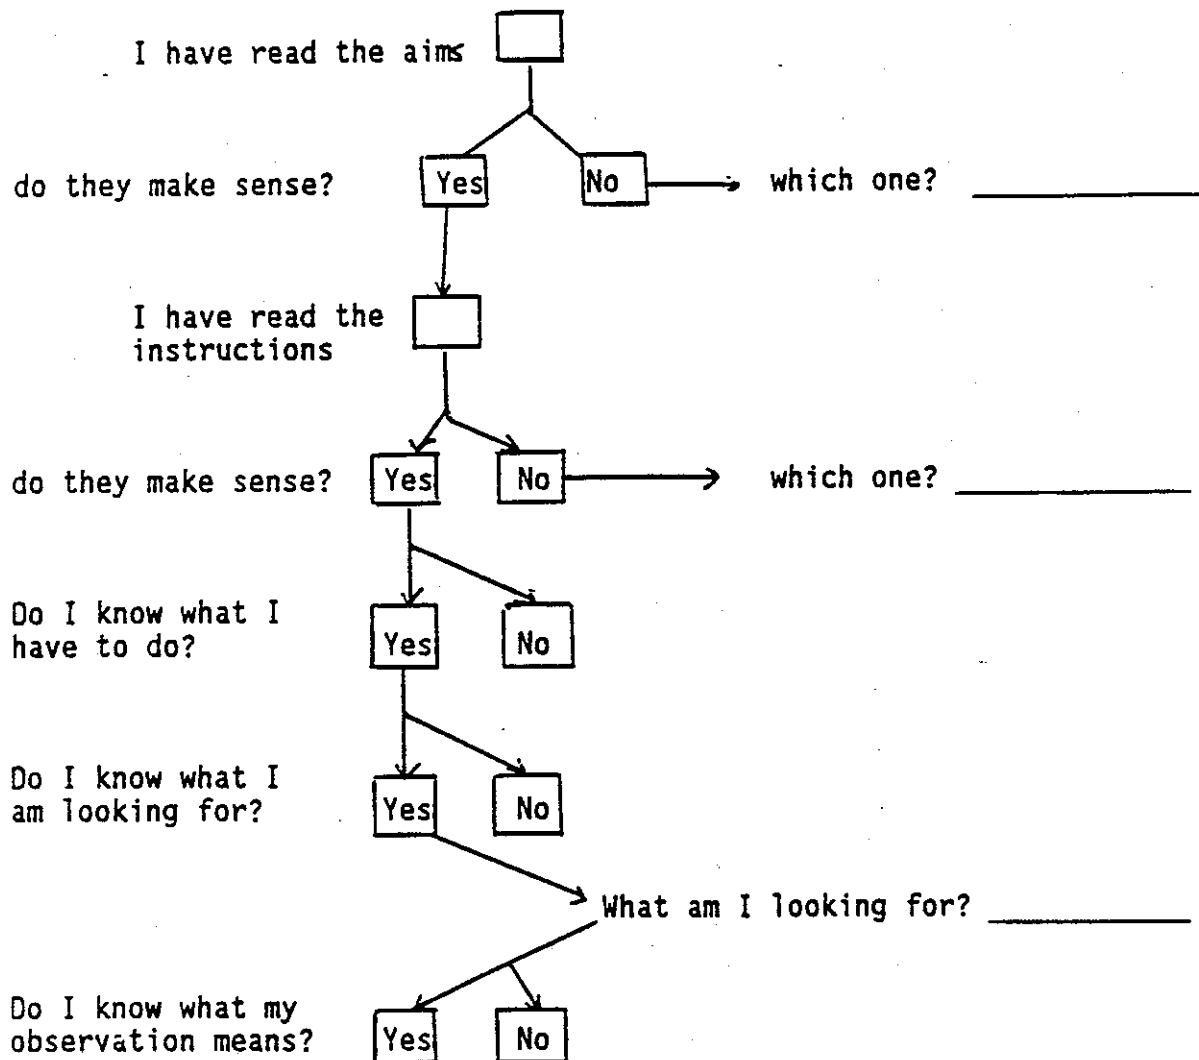 I have read the aims
do they make sense? Yes No which one?
I have read the
instructions
do they make sense? Yes No which one?
Do I know what I
have to do? Yes No
Do I know what I
am looking for? Yes No
What am I looking for?
Do I know what my
observation means? Yes No